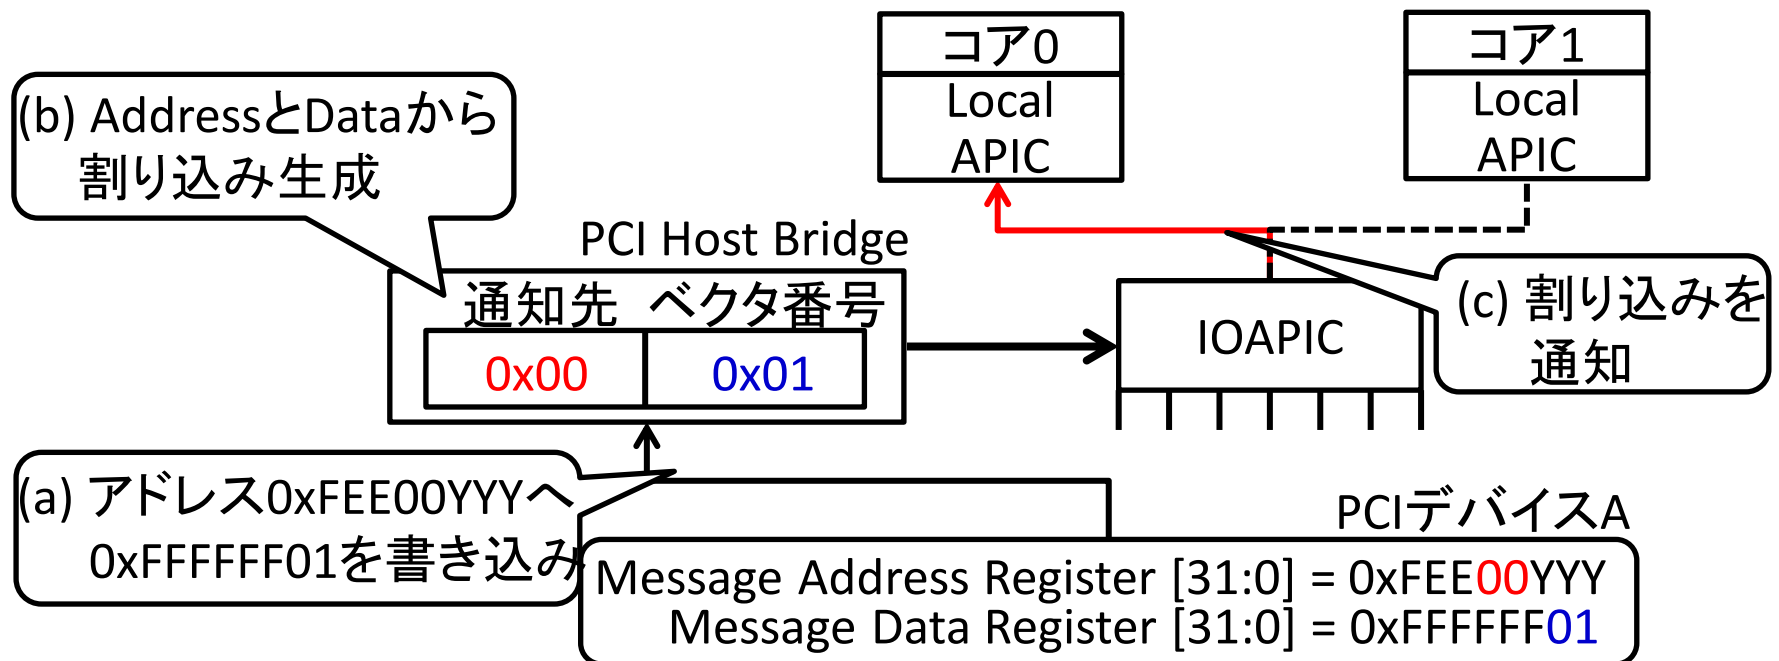 コア0
Local
APIC
コア1
Local
APIC
(b) AddressとDataから
割り込み生成
PCI Host Bridge
通知先 ベクタ番号
0x00 0x01
IOAPIC
(c) 割り込みを
通知
(a) アドレス0xFEE00YYYへ
0xFFFFFF01を書き込み
PCIデバイスA
Message Address Register [31:0] = 0xFEE00YYY
Message Data Register [31:0] = 0xFFFFFF01